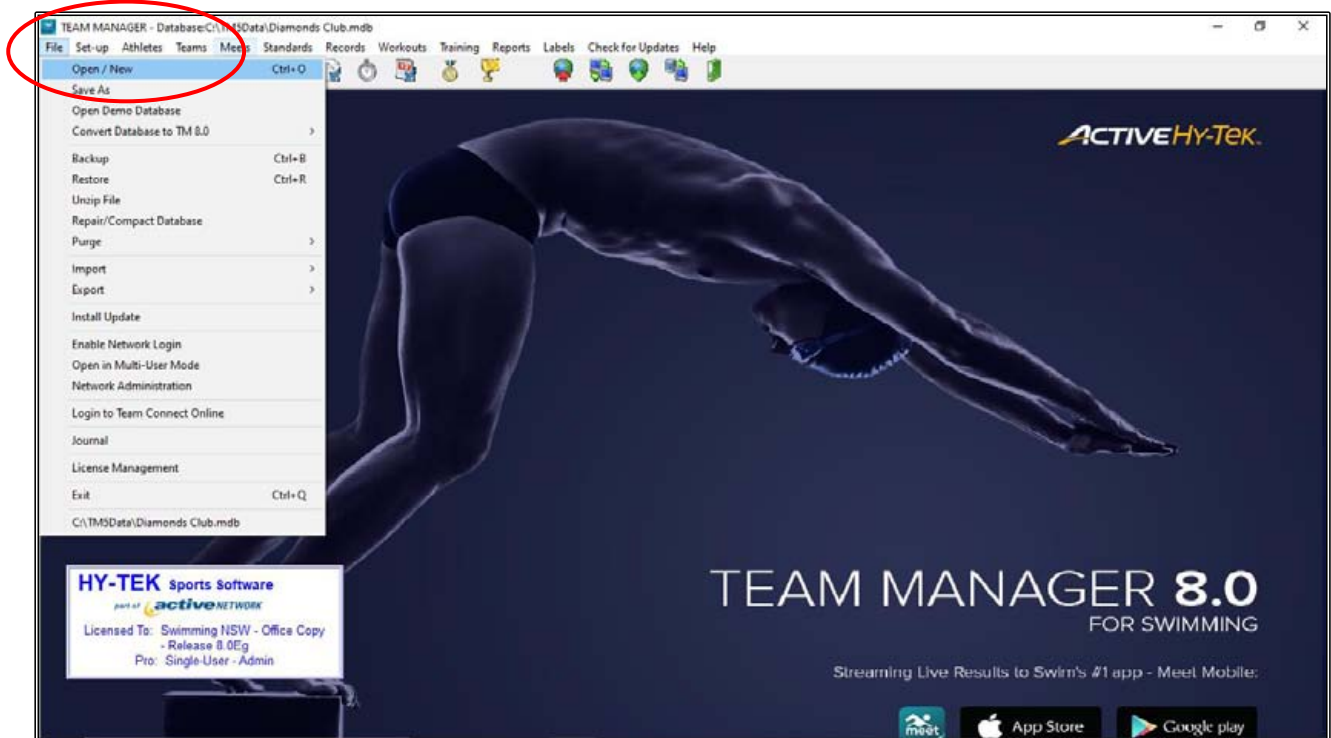 TEAM MANAGER - Database:C:\TM5Data\Diamonds Club.mdb
File Set-up Athletes Teams Meets Standards Records Workouts Training Reports Labels Check for Updates Help
Open / New Ctrl+O
Save As
Open Demo Database
Convert Database to TM 8.0 >
Backup Ctrl+B
Restore Ctrl+R
Unzip File
Repair/Compact Database
Purge >
Import >
Export >
Install Update
Enable Network Login
Open in Multi-User Mode
Network Administration
Login to Team Connect Online
Journal
License Management
Exit Ctrl+Q
C:\TM5Data\Diamonds Club.mdb
ACTIVE HY-TEK.
HY-TEK Sports Software
part of active NETWORK
Licensed To: Swimming NSW - Office Copy
- Release 8.0Eg
Pro: Single-User - Admin
TEAM MANAGER 8.0
FOR SWIMMING
Streaming Live Results to Swim's #1 app - Meet Mobile:
meet App Store Google play